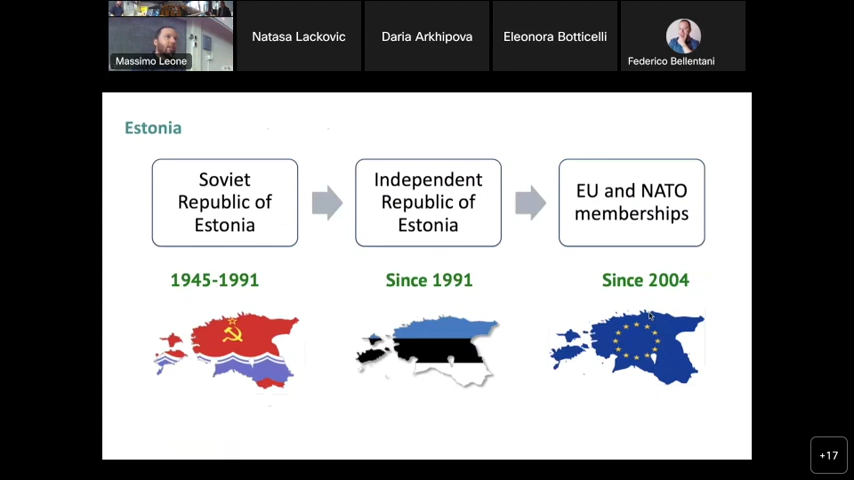 Massimo Leone
Natasa Lackovic
Daria Arkhipova
Eleonora Botticelli
Federico Bellentani
Estonia
Soviet
Republic of
Estonia
Independent
Republic of
Estonia
EU and NATO
memberships
1945-1991
Since 1991
Since 2004
+17